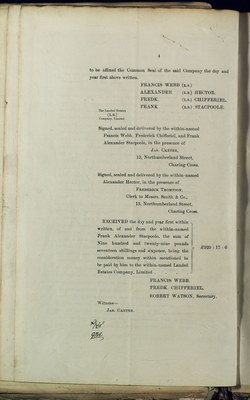 4
to be affixed the Common Seal of the said Company the day and
year first above written.
FRANCIS WEBB (L.S.)
ALEXANDER (L.S.) HECTOR.
FREDK. (L.S.) CHIFFERIEL.
FRANK (L.S.) STACPOOLE.
The Landed Estates
(L.S.)
Company, Limited.
Signed, sealed and delivered by the within-named
Francis Webb, Frederick Chifferiel, and Frank
Alexander Stacpoole, in the presence of
JAS. CARTER,
13, Northumberland Street,
Charing Cross.
Signed, sealed and delivered by the within-named
Alexander Hector, in the presence of
FREDERICK
Clerk to Messrs. Smith & Co.,
13, Northumberland Street,
Charing Cross.
RECEIVED the day and year first within
written, of and from the within-named
Frank Alexander Stacpoole, the sum of
Nine hundred and twenty-nine pounds
seventeen shillings and sixpence, being the
consideration money within mentioned to
be paid by him to the within-named Landed
Estates Company, Limited
£929 : 17 : 6
FRANCIS WEBB.
FREDK. CHIFFERIEL.
ROBERT WATSON, Secretary.
Witness—
JAS. CARTER.